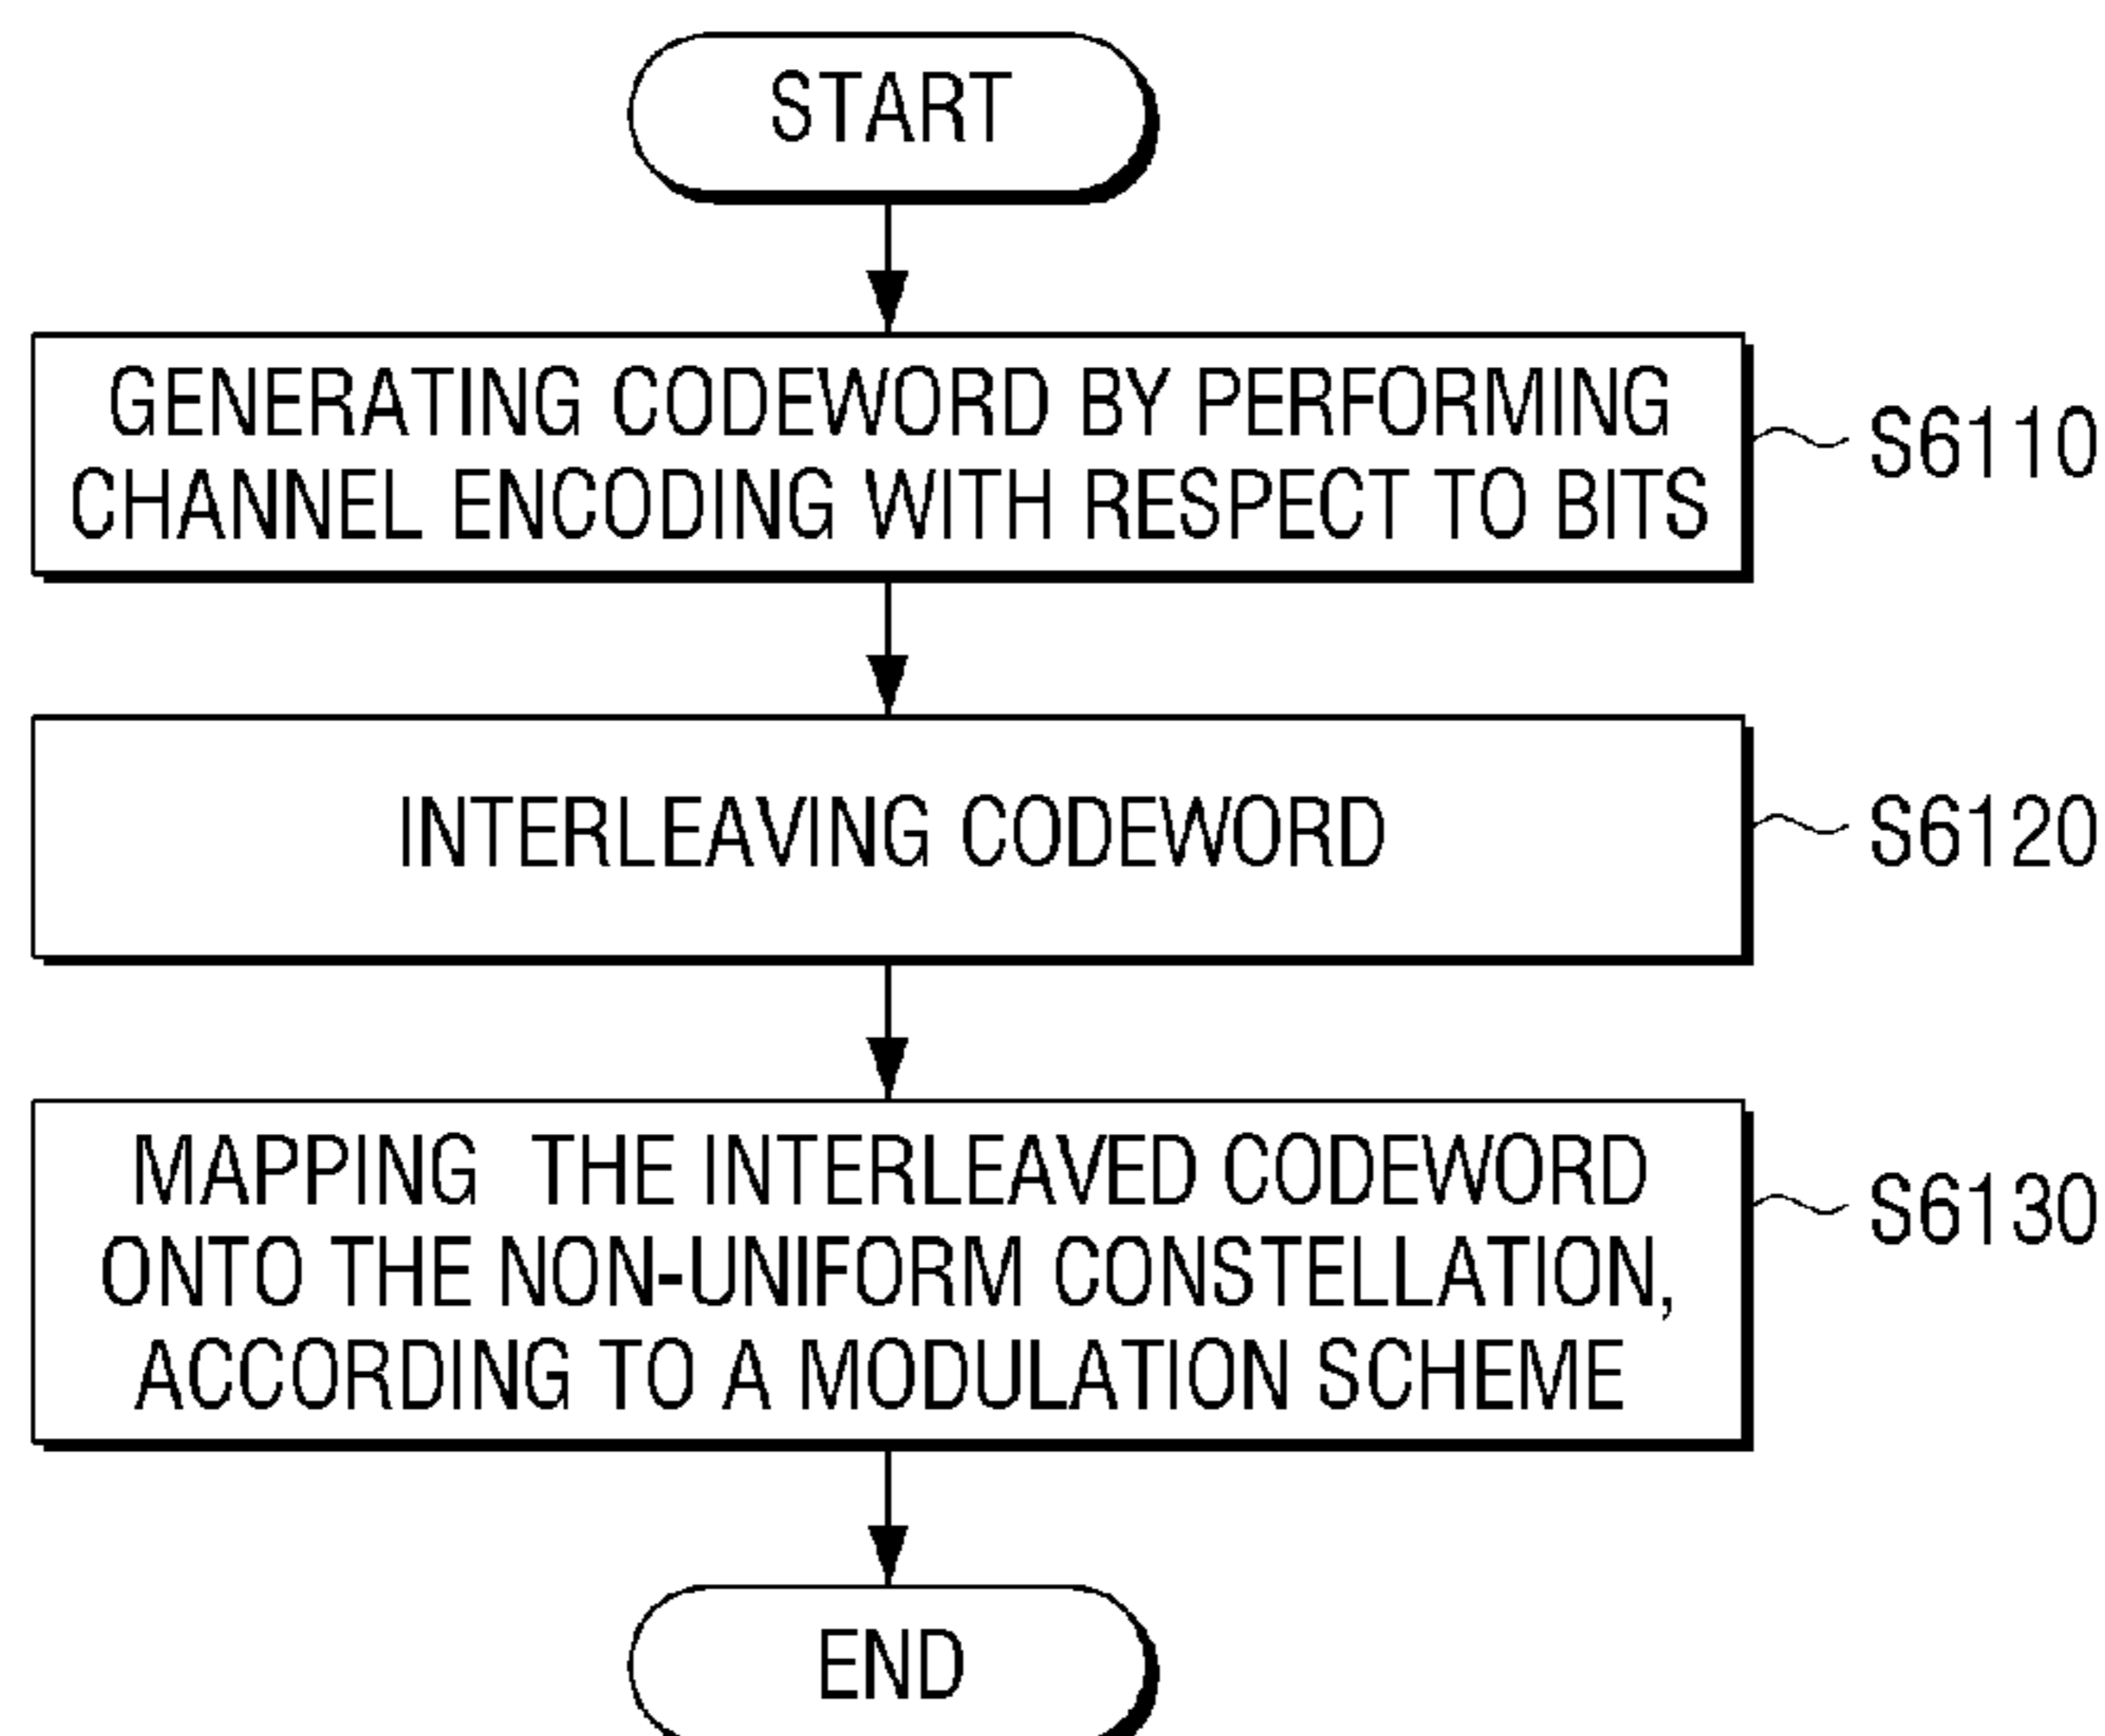 START
GENERATING CODEWORD BY PERFORMING
CHANNEL ENCODING WITH RESPECT TO BITS
S6110
INTERLEAVING CODEWORD
S6120
MAPPING THE INTERLEAVED CODEWORD
ONTO THE NON-UNIFORM CONSTELLATION,
ACCORDING TO A MODULATION SCHEME
S6130
END